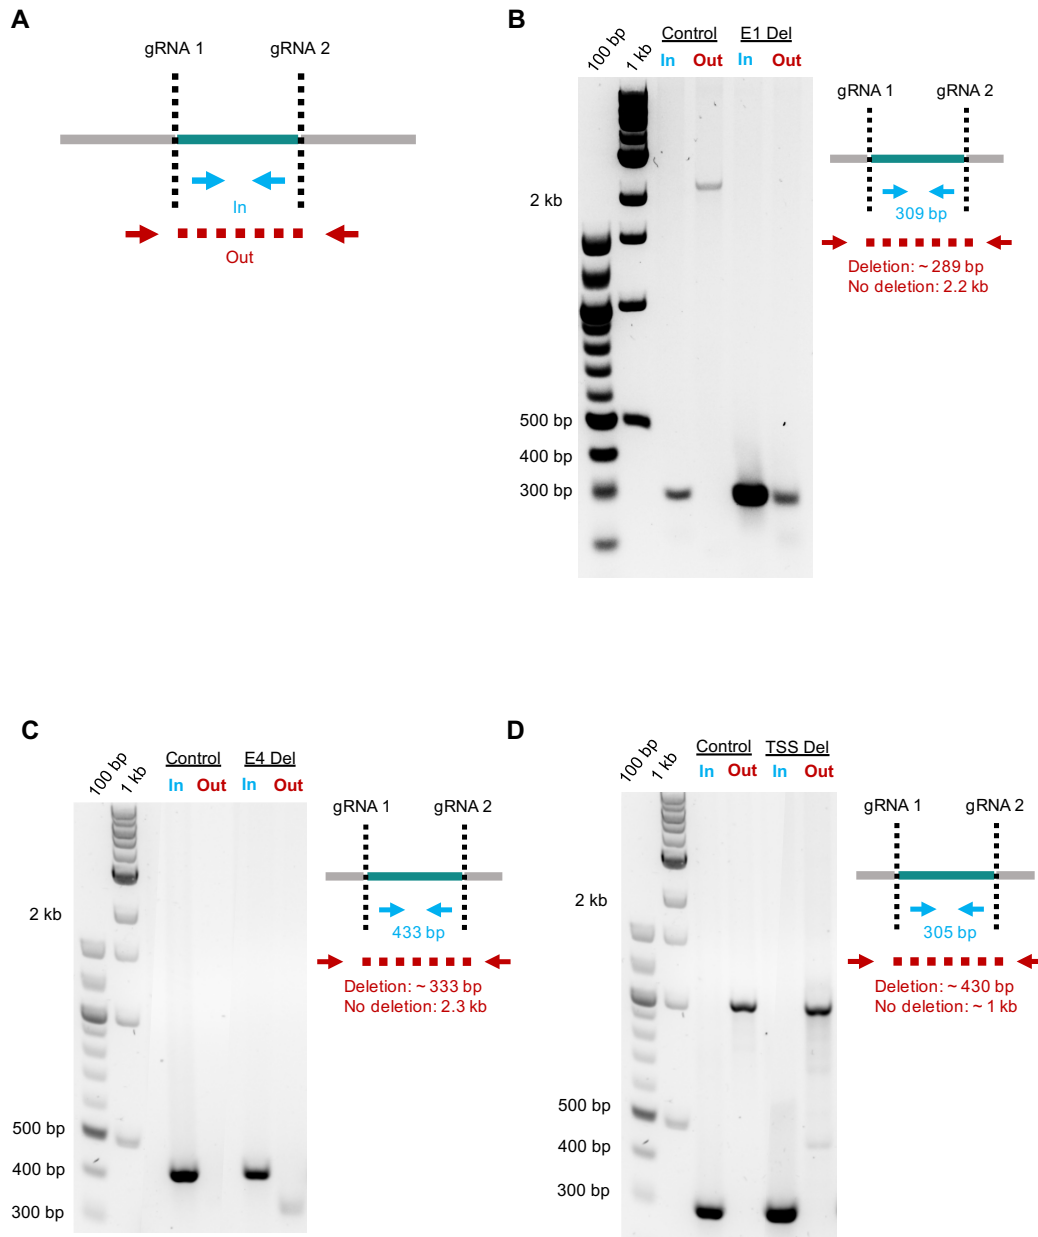 A
gRNA 1
gRNA 2
In
Out
B
100 bp
1 kb
Control
E1 Del
In
Out
In
Out
2 kb
500 bp
400 bp
300 bp
gRNA 1
gRNA 2
309 bp
Deletion: ~ 289 bp
No deletion: 2.2 kb
C
100 bp
1 kb
Control
E4 Del
In
Out
In
Out
2 kb
500 bp
400 bp
300 bp
gRNA 1
gRNA 2
433 bp
Deletion: ~ 333 bp
No deletion: 2.3 kb
D
100 bp
1 kb
Control
TSS Del
In
Out
In
Out
2 kb
500 bp
400 bp
300 bp
gRNA 1
gRNA 2
305 bp
Deletion: ~ 430 bp
No deletion: ~ 1 kb